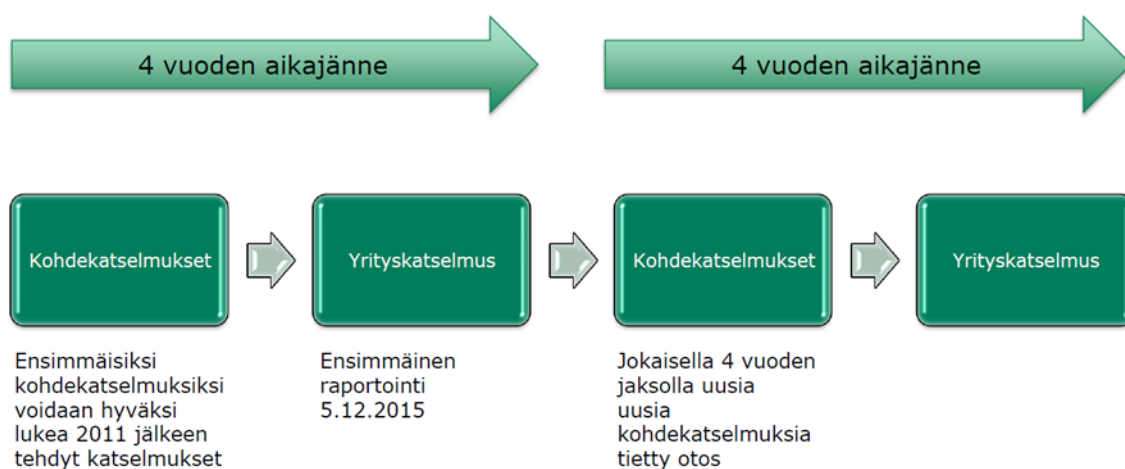 4 vuoden aikajänne
4 vuoden aikajänne
Kohdekatselmukset
Yrityskatselmus
Kohdekatselmukset
Yrityskatselmus
Ensimmäisiksi
kohdekatselmuksiksi
voidaan hyväksi
lukea 2011 jälkeen
tehdyt katselmukset
Ensimmäinen
raportointi
5.12.2015
Jokaisella 4 vuoden
jaksolla uusia
uusia
kohdekatselmuksia
tietty otos